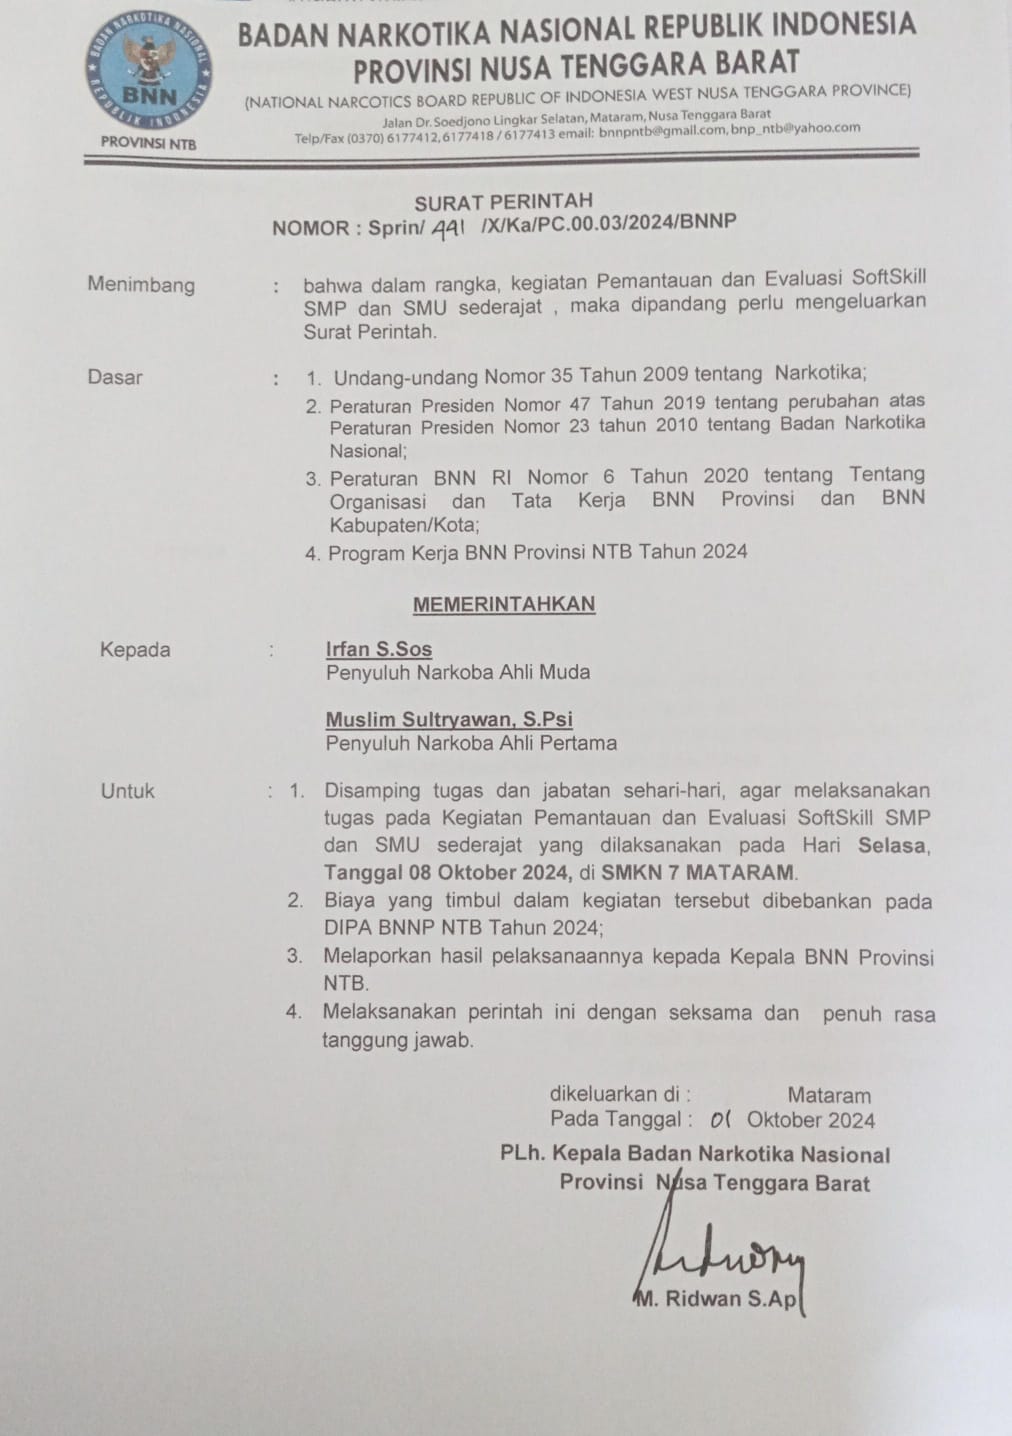 BADAN NARKOTIKA NASIONAL
REPUBLIK INDONESIA
BNN
PROVINSI NTB
BADAN NARKOTIKA NASIONAL REPUBLIK INDONESIA
PROVINSI NUSA TENGGARA BARAT
(NATIONAL NARCOTICS BOARD REPUBLIC OF INDONESIA WEST NUSA TENGGARA PROVINCE)
Jalan Dr. Soedjono Lingkar Selatan, Mataram, Nusa Tenggara Barat
Telp/Fax (0370) 6177412, 6177418 / 6177413 email: bnnpntb@gmail.com, bnp_ntb@yahoo.com
SURAT PERINTAH
NOMOR : Sprin/ 991 /X/Ka/PC.00.03/2024/BNNP
Menimbang : bahwa dalam rangka, kegiatan Pemantauan dan Evaluasi SoftSkill
SMP dan SMU sederajat , maka dipandang perlu mengeluarkan
Surat Perintah.
Dasar : 1. Undang-undang Nomor 35 Tahun 2009 tentang Narkotika;
2. Peraturan Presiden Nomor 47 Tahun 2019 tentang perubahan atas
Peraturan Presiden Nomor 23 tahun 2010 tentang Badan Narkotika
Nasional;
3. Peraturan BNN RI Nomor 6 Tahun 2020 tentang Tentang
Organisasi dan Tata Kerja BNN Provinsi dan BNN
Kabupaten/Kota;
4. Program Kerja BNN Provinsi NTB Tahun 2024
MEMERINTAHKAN
Kepada : Irfan S.Sos
Penyuluh Narkoba Ahli Muda
Muslim Sultryawan, S.Psi
Penyuluh Narkoba Ahli Pertama
Untuk : 1. Disamping tugas dan jabatan sehari-hari, agar melaksanakan
tugas pada Kegiatan Pemantauan dan Evaluasi SoftSkill SMP
dan SMU sederajat yang dilaksanakan pada Hari Selasa,
Tanggal 08 Oktober 2024, di SMKN 7 MATARAM.
2. Biaya yang timbul dalam kegiatan tersebut dibebankan pada
DIPA BNNP NTB Tahun 2024;
3. Melaporkan hasil pelaksanaannya kepada Kepala BNN Provinsi
NTB.
4. Melaksanakan perintah ini dengan seksama dan penuh rasa
tanggung jawab.
dikeluarkan di : Mataram
Pada Tanggal : 01 Oktober 2024
PLh. Kepala Badan Narkotika Nasional
Provinsi Nusa Tenggara Barat
M. Ridwan S.Ap